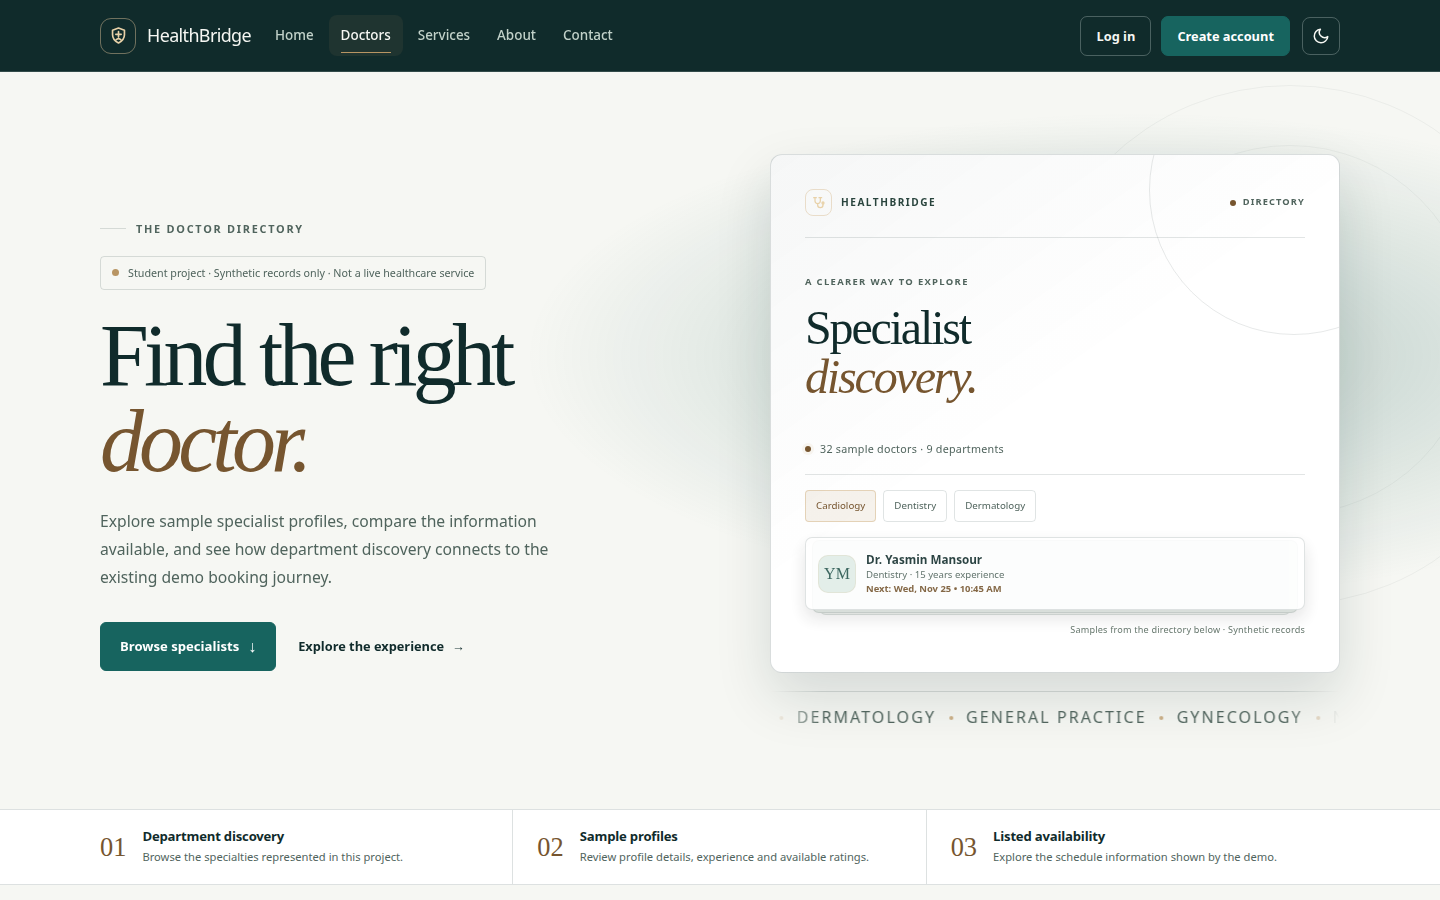 HealthBridge
Home
Doctors
Services
About
Contact
Log in
Create account
THE DOCTOR DIRECTORY
Student project · Synthetic records only · Not a live healthcare service
Find the right
doctor.
Explore sample specialist profiles, compare the information
available, and see how department discovery connects to the
existing demo booking journey.
Browse specialists ↓
Explore the experience →
HEALTHBRIDGE
DIRECTORY
A CLEARER WAY TO EXPLORE
Specialist
discovery.
32 sample doctors · 9 departments
Cardiology
Dentistry
Dermatology
YM
Dr. Yasmin Mansour
Dentistry · 15 years experience
Next: Wed, Nov 25 • 10:45 AM
Samples from the directory below · Synthetic records
• DERMATOLOGY • GENERAL PRACTICE • GYNECOLOGY •
01
Department discovery
Browse the specialties represented in this project.
02
Sample profiles
Review profile details, experience and available ratings.
03
Listed availability
Explore the schedule information shown by the demo.